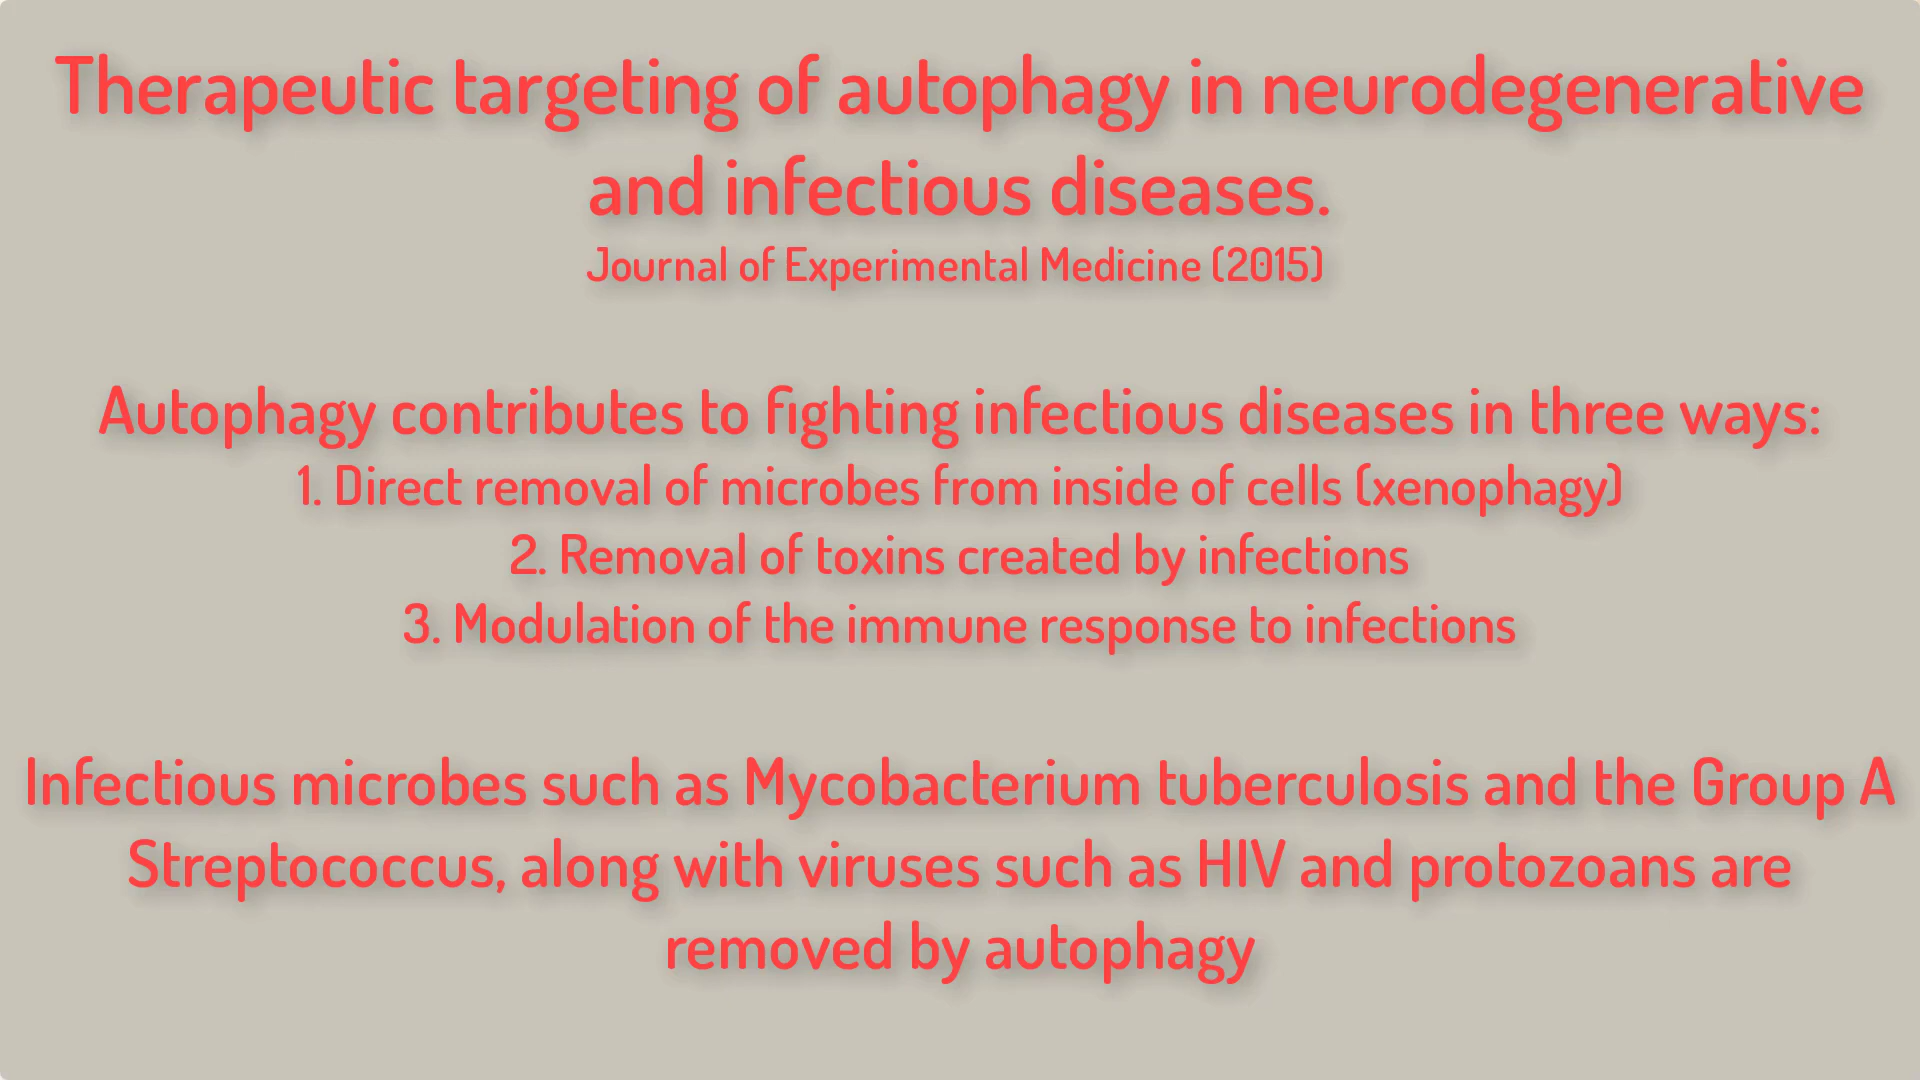 Therapeutic targeting of autophagy in neurodegenerative
and infectious diseases.
Journal of Experimental Medicine (2015)
Autophagy contributes to fighting infectious diseases in three ways:
1. Direct removal of microbes from inside of cells (xenophagy)
2. Removal of toxins created by infections
3. Modulation of the immune response to infections
Infectious microbes such as Mycobacterium tuberculosis and the Group A
Streptococcus, along with viruses such as HIV and protozoans are
removed by autophagy